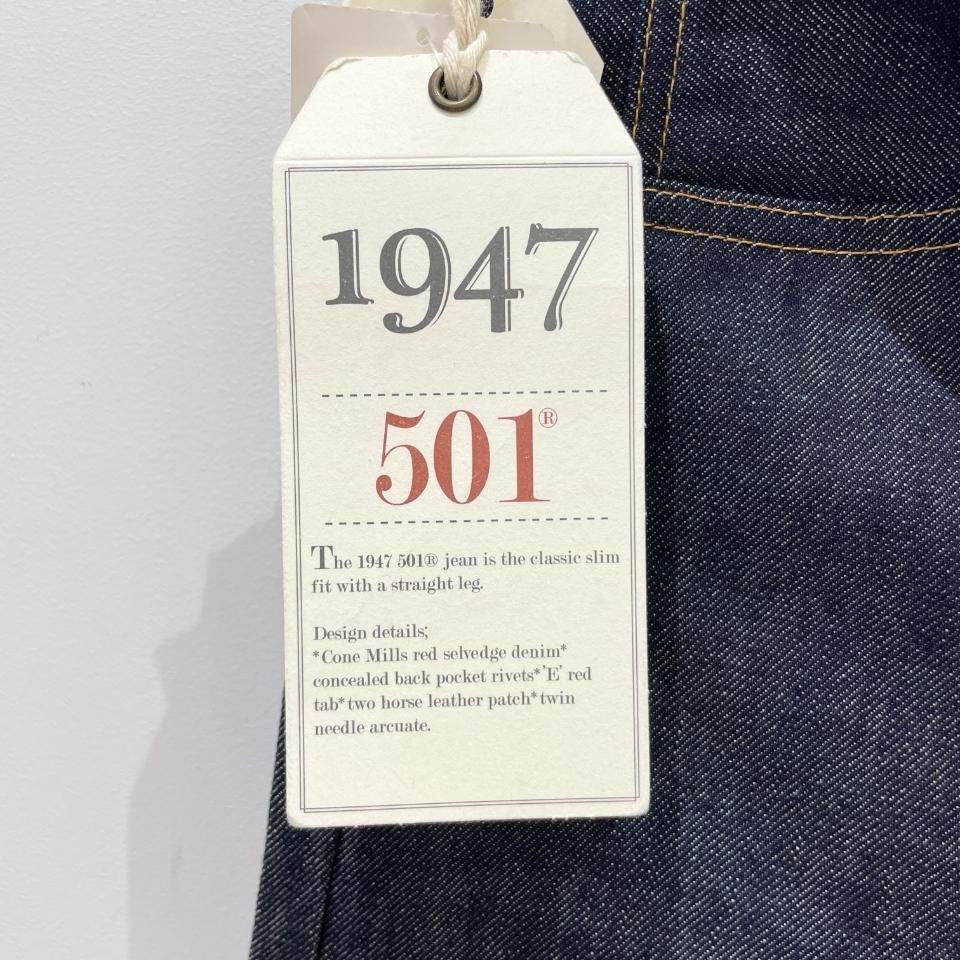 1947
501®
The 1947 501® jean is the classic slim
fit with a straight leg.
Design details;
*Cone Mills red selvedge denim*
concealed back pocket rivets*'E' red
tab*two horse leather patch*twin
needle arcuate.